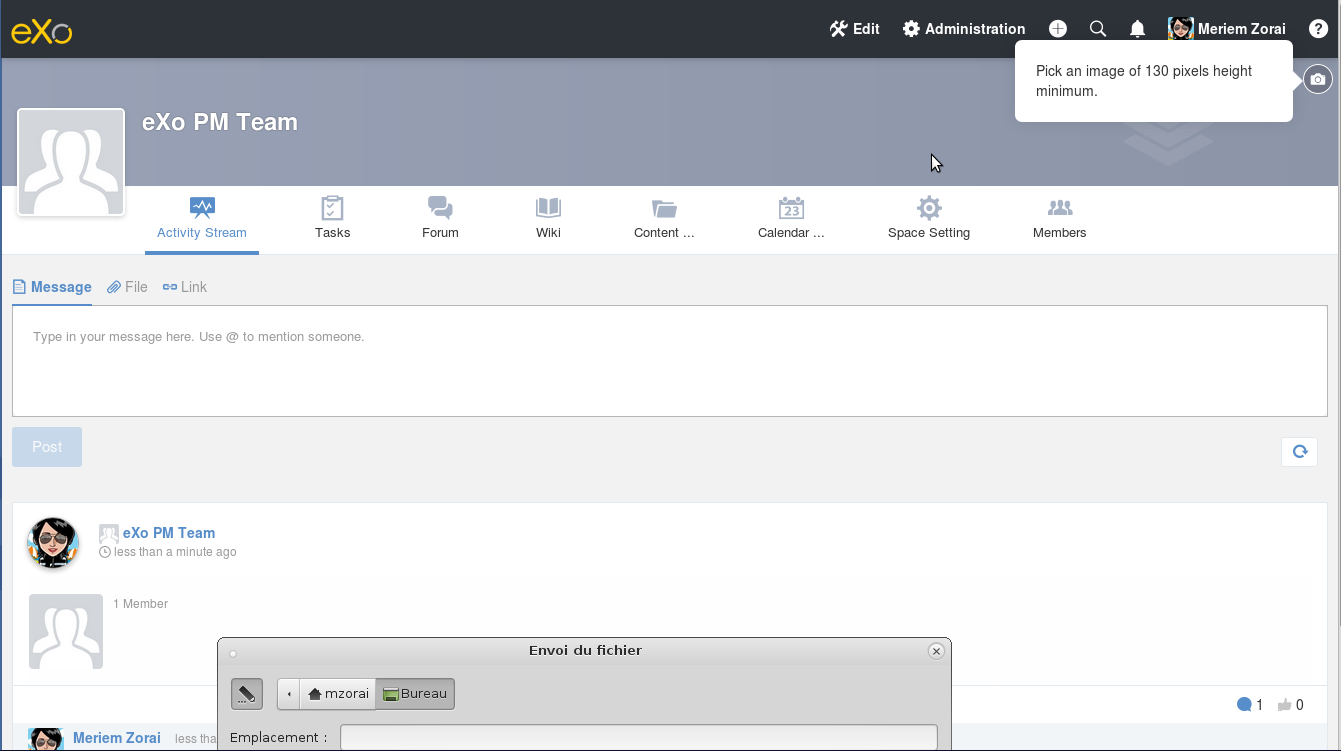 eXo
Edit
Administration
Meriem Zorai
?
Pick an image of 130 pixels height
minimum.
eXo PM Team
Activity Stream
Tasks
Forum
Wiki
Content ...
23
Calendar ...
Space Setting
Members
Message
File
Link
Type in your message here. Use @ to mention someone.
Post
eXo PM Team
less than a minute ago
1 Member
Envoi du fichier
mzorai
Bureau
1
0
Emplacement :
Meriem Zorai
less tha